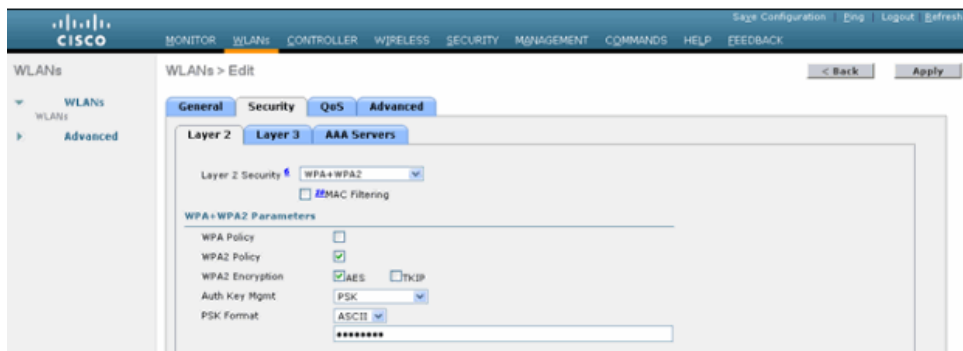 Save Configuration | Ping | Logout | Refresh
CISCO
MONITOR WLANs CONTROLLER WIRELESS SECURITY MANAGEMENT COMMANDS HELP FEEDBACK
WLANs
WLANs > Edit
< Back
Apply
WLANs
WLANs
Advanced
General Security QoS Advanced
Layer 2 Layer 3 AAA Servers
Layer 2 Security 6 WPA+WPA2
MAC Filtering
WPA+WPA2 Parameters
WPA Policy
WPA2 Policy
WPA2 Encryption AES TKIP
Auth Key Mgmt PSK
PSK Format ASCII
••••••••